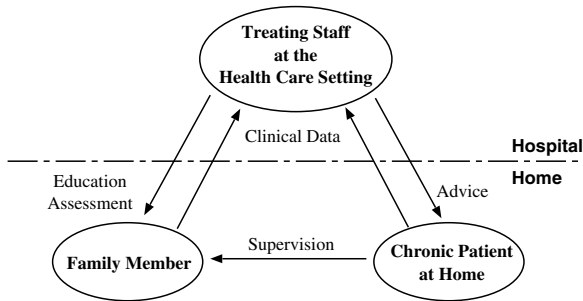 Treating Staff
at the
Health Care Setting
Clinical Data
Hospital
Home
Education
Assessment
Advice
Family Member
Supervision
Chronic Patient
at Home